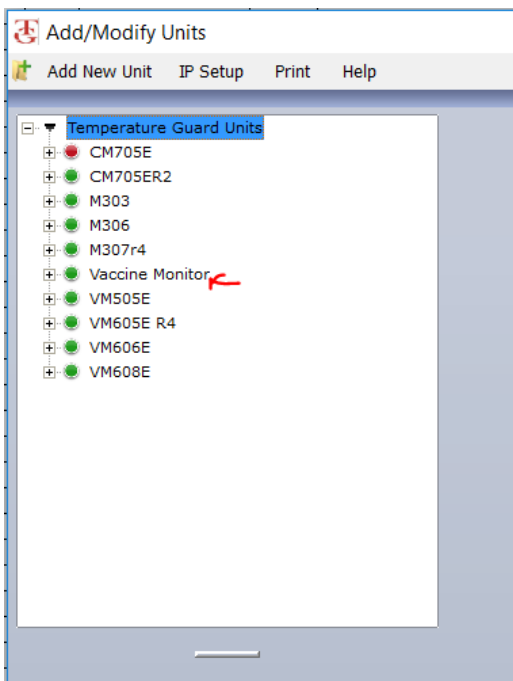 Add/Modify Units
Add New Unit IP Setup Print Help
Temperature Guard Units
CM705E
CM705ER2
M303
M306
M307r4
Vaccine Monitor
VM505E
VM605E R4
VM606E
VM608E